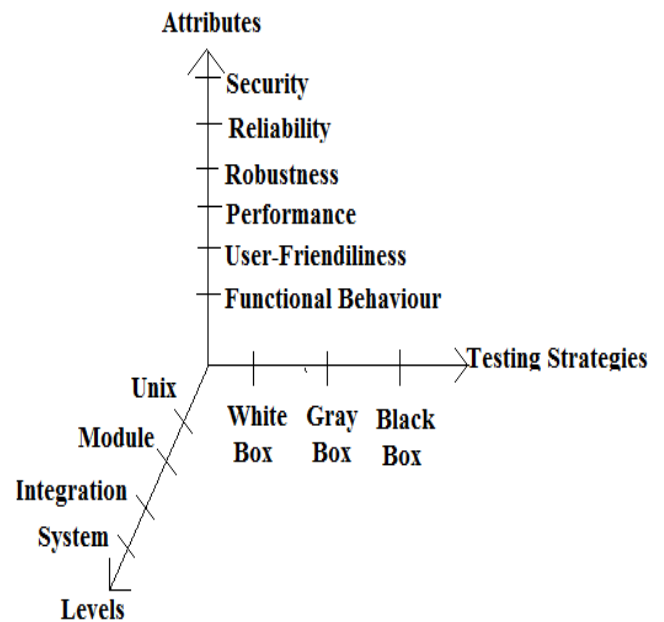 Attributes
Security
Reliability
Robustness
Performance
User-Friendiliness
Functional Behaviour
Testing Strategies
White
Box
Gray
Box
Black
Box
Unix
Module
Integration
System
Levels